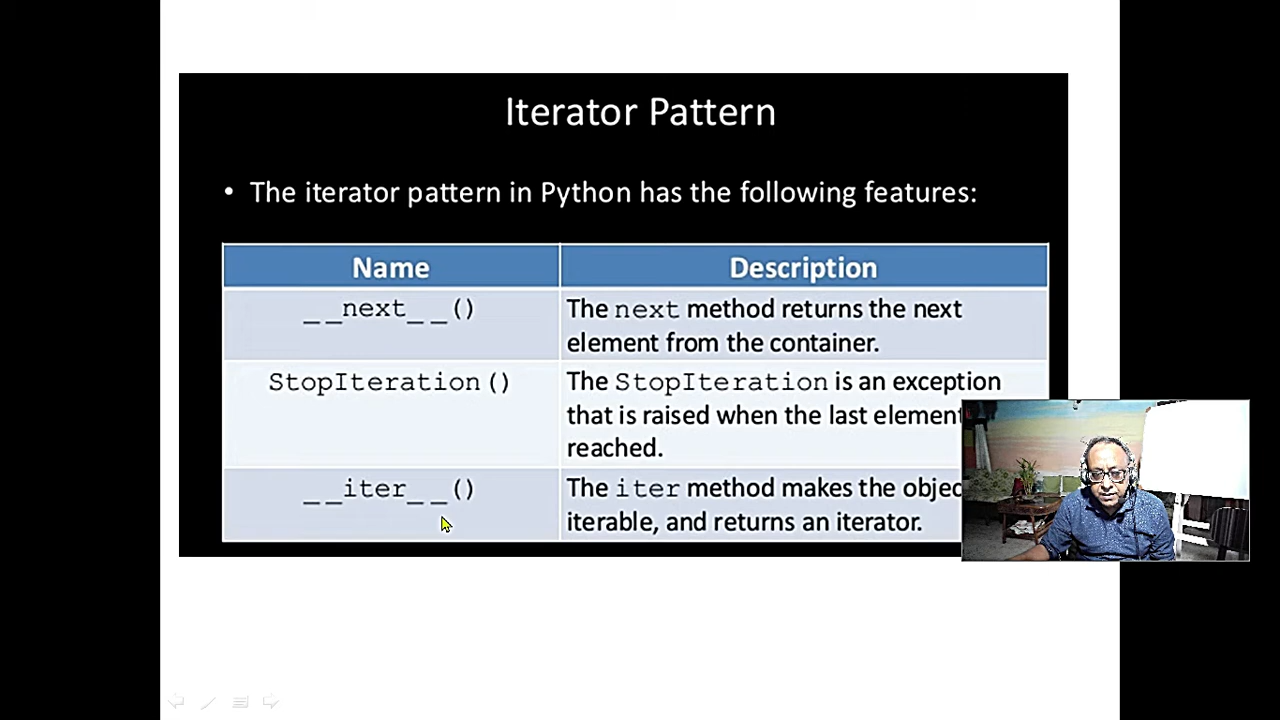 Iterator Pattern
• The iterator pattern in Python has the following features:
Name Description
__next__() The next method returns the next
element from the container.
StopIteration() The StopIteration is an exception
that is raised when the last element
reached.
__iter__() The iter method makes the
iterable, and returns an iterator.